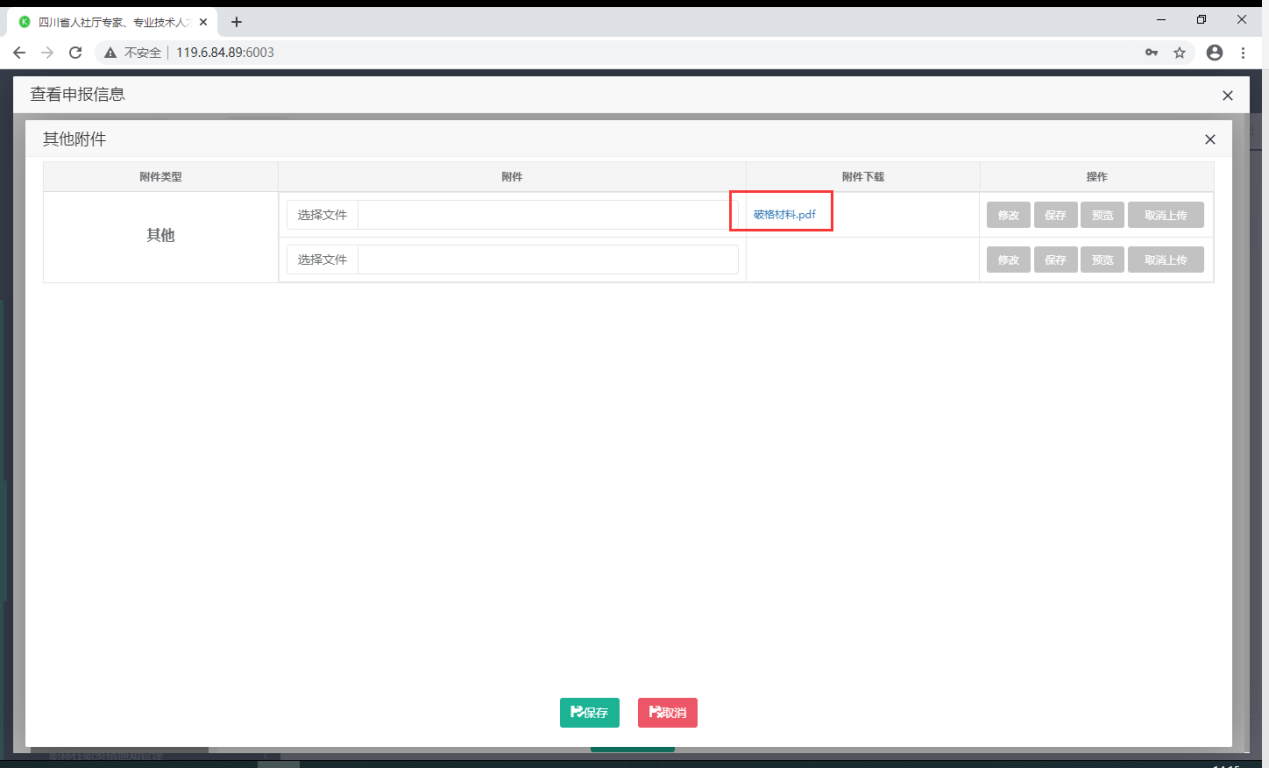 四川省人社厅专家、专业技术人
不安全 | 119.6.84.89:6003
查看申报信息
其他附件
附件类型 附件 附件下载 操作
其他
选择文件 破格材料.pdf 修改 保存 预览 取消上传
选择文件 修改 保存 预览 取消上传
保存 取消